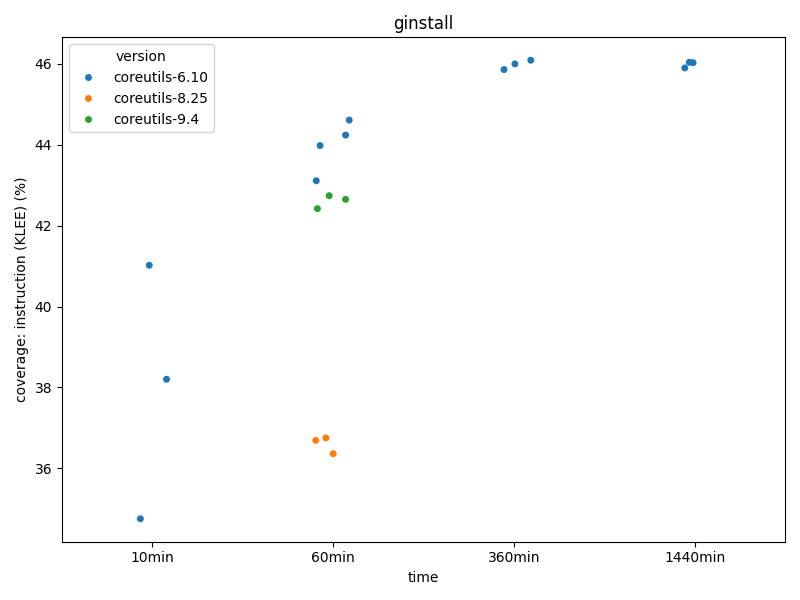 ginstall
version
coreutils-6.10
coreutils-8.25
coreutils-9.4
coverage: instruction (KLEE) (%)
46
44
42
40
38
36
10min
60min
360min
1440min
time